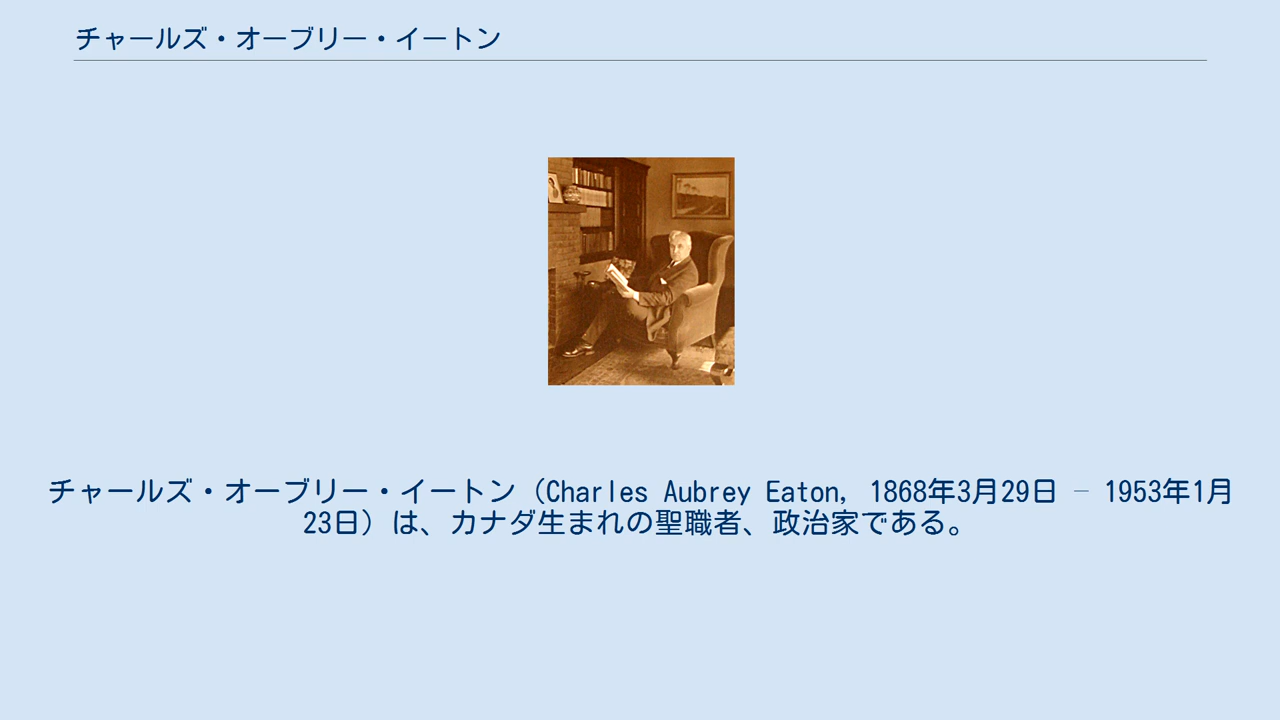 チャールズ・オーブリー・イートン
チャールズ・オーブリー・イートン（Charles Aubrey Eaton, 1868年3月29日 – 1953年1月
23日）は、カナダ生まれの聖職者、政治家である。